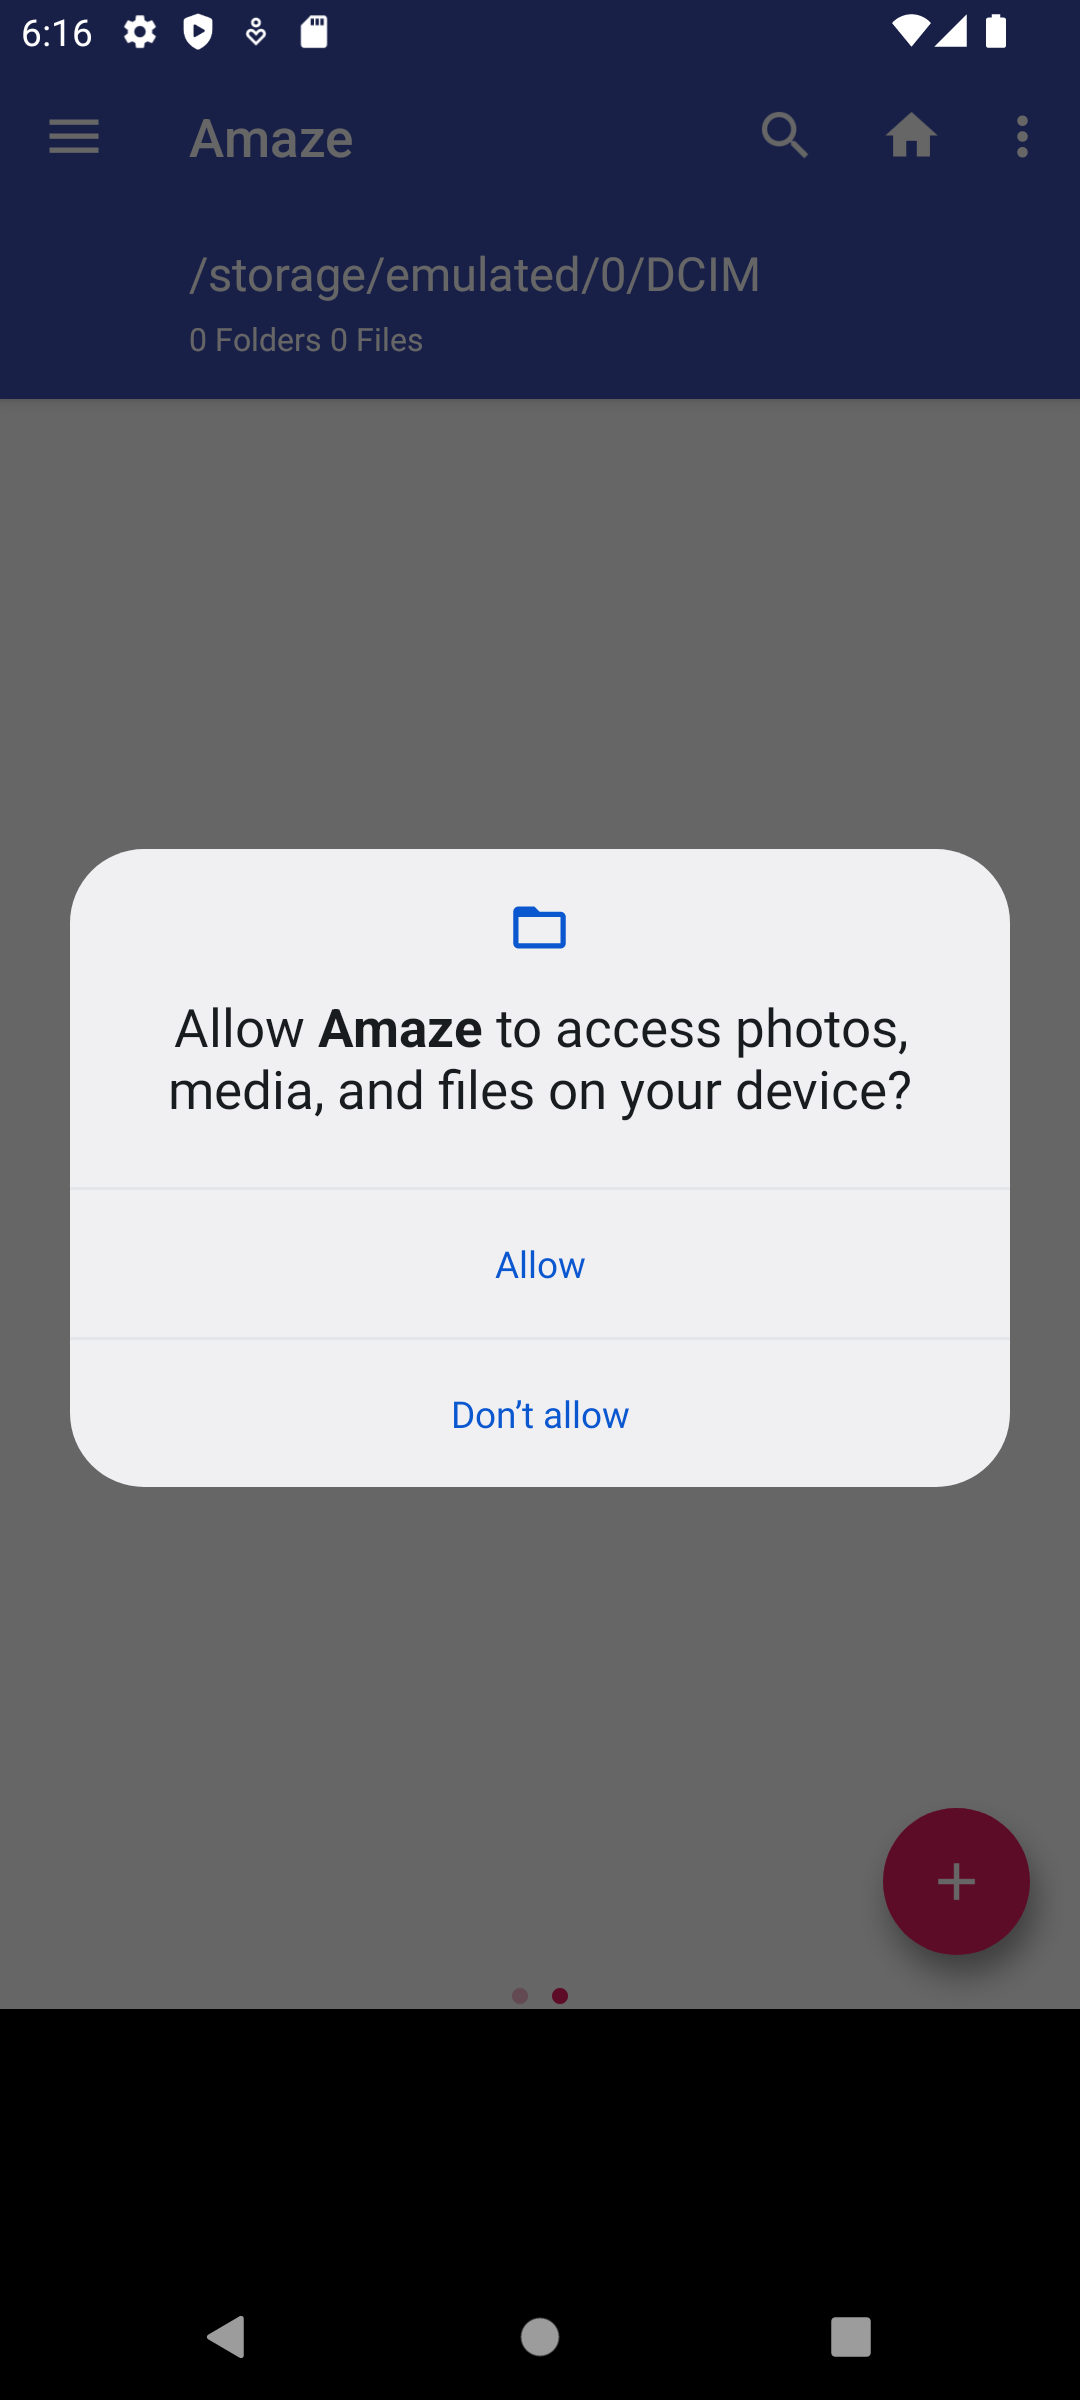 6:16
Amaze
/storage/emulated/0/DCIM
0 Folders 0 Files
Allow Amaze to access photos,
media, and files on your device?
Allow
Don’t allow